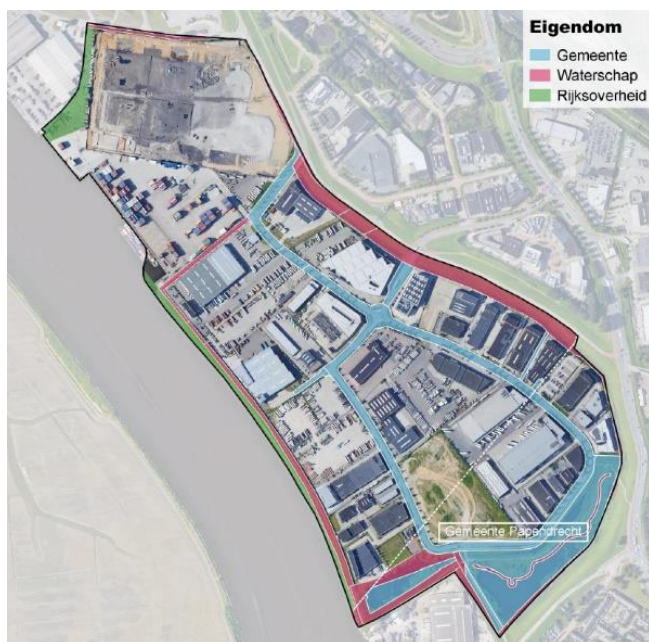 Eigendom
Gemeente
Waterschap
Rijksoverheid
Gemeente Papendrecht